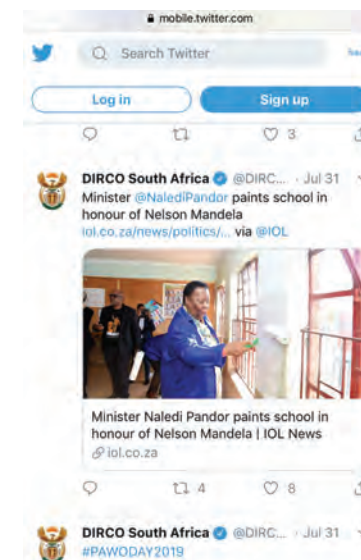 mobile.twitter.com
Search Twitter
Log in
Sign up
3
DIRCO South Africa @DIRC... · Jul 31
Minister @NalediPandor paints school in
honour of Nelson Mandela
iol.co.za/news/politics/... via @IOL
Minister Naledi Pandor paints school in
honour of Nelson Mandela | IOL News
iol.co.za
4
8
DIRCO South Africa @DIRC... · Jul 31
#PAWODAY2019